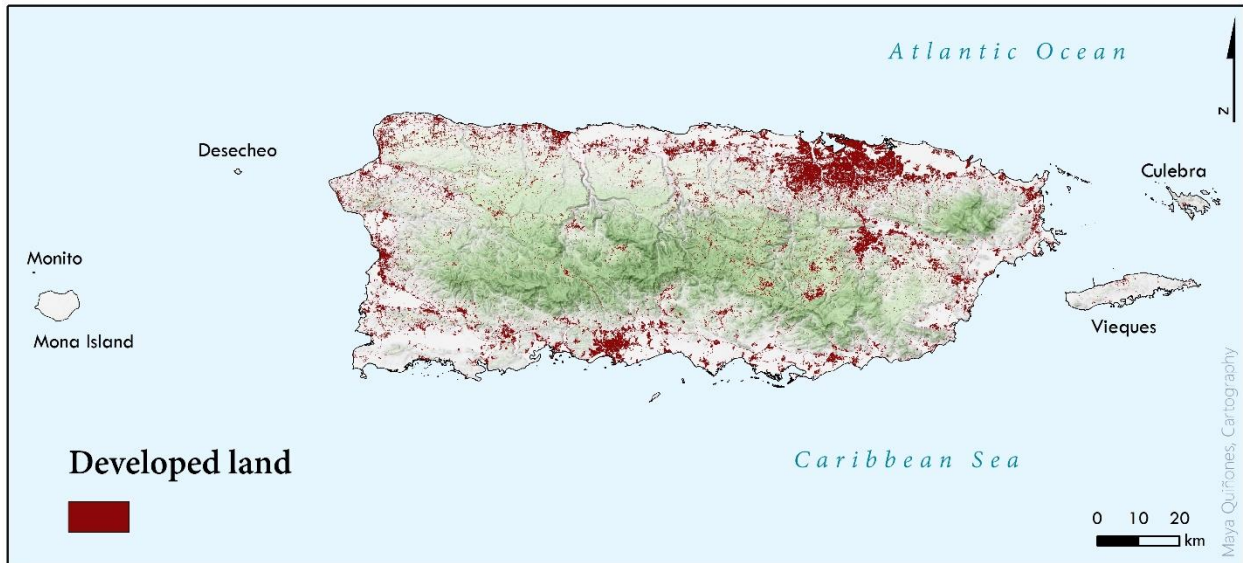 Atlantic Ocean
N
Desecheo
Culebra
Monito
Mona Island
Vieques
Developed land
Caribbean Sea
0 10 20
km
Maya Quiñones, Cartography